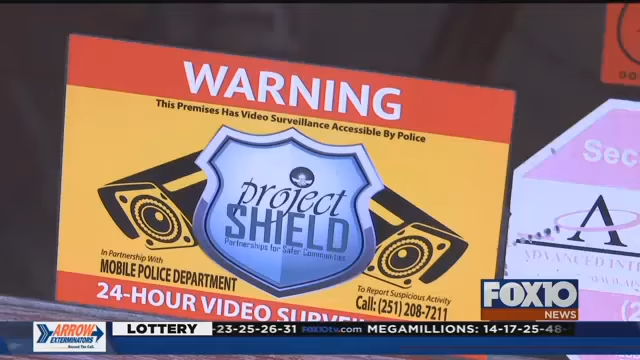 WARNING
This Premises Has Video Surveillance Accessible By Police
project
SHIELD
Partnerships for Safer Communities
In Partnership With
MOBILE POLICE DEPARTMENT
To Report Suspicious Activity
Call: (251) 208-7211
24-HOUR VIDEO
Sec
A
ADVANCED
FOX10
NEWS
ARROW
EXTERMINATORS
LOTTERY
-23-25-26-31
FOX10TV.com
MEGAMILLIONS: 14-17-25-48-